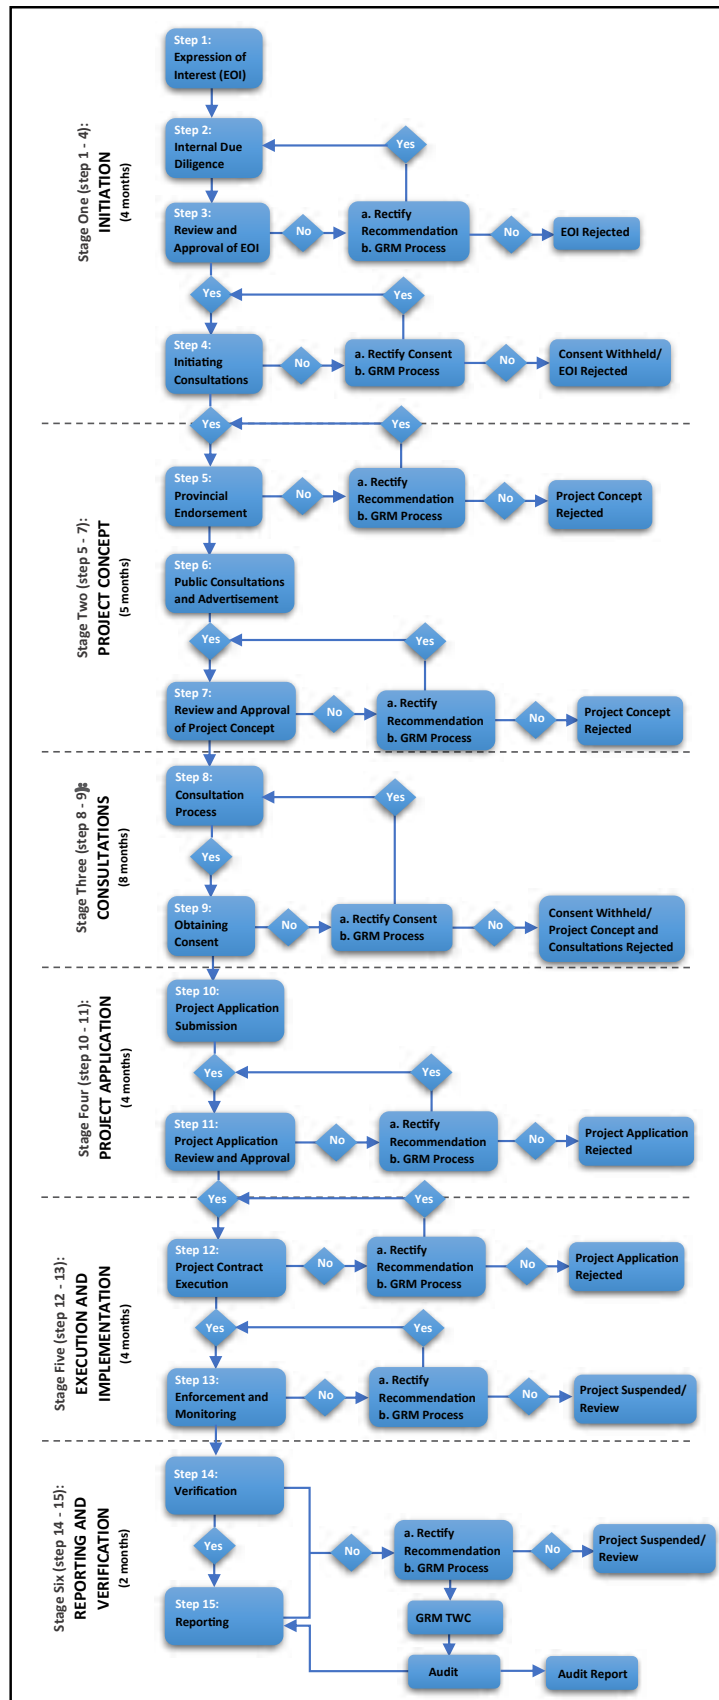 Stage One (step 1 - 4):
INITIATION
(4 months)
Step 1:
Expression of
Interest (EOI)
Step 2:
Internal Due
Diligence
Yes
Step 3:
Review and
Approval of EOI
No
a. Rectify
Recommendation
b. GRM Process
No
EOI Rejected
Yes
Yes
Step 4:
Initiating
Consultations
No
a. Rectify Consent
b. GRM Process
No
Consent Withheld/
EOI Rejected
Yes
Yes
Stage Two (step 5 - 7):
PROJECT CONCEPT
(5 months)
Step 5:
Provincial
Endorsement
No
a. Rectify
Recommendation
b. GRM Process
No
Project Concept
Rejected
Step 6:
Public Consultations
and Advertisement
Yes
Yes
Step 7:
Review and Approval
of Project Concept
No
a. Rectify
Recommendation
b. GRM Process
No
Project Concept
Rejected
Stage Three (step 8 - 9):
CONSULTATIONS
(8 months)
Step 8:
Consultation
Process
Yes
Yes
Step 9:
Obtaining
Consent
No
a. Rectify Consent
b. GRM Process
No
Consent Withheld/
Project Concept and
Consultations Rejected
Stage Four (step 10 - 11):
PROJECT APPLICATION
(4 months)
Step 10:
Project Application
Submission
Yes
Yes
Step 11:
Project Application
Review and Approval
No
a. Rectify
Recommendation
b. GRM Process
No
Project Application
Rejected
Yes
Yes
Stage Five (step 12 - 13):
EXECUTION AND
IMPLEMENTATION
(4 months)
Step 12:
Project Contract
Execution
No
a. Rectify
Recommendation
b. GRM Process
No
Project Application
Rejected
Yes
Yes
Step 13:
Enforcement and
Monitoring
No
a. Rectify
Recommendation
b. GRM Process
No
Project Suspended/
Review
Stage Six (step 14 - 15):
REPORTING AND
VERIFICATION
(2 months)
Step 14:
Verification
Yes
No
a. Rectify
Recommendation
b. GRM Process
No
Project Suspended/
Review
Step 15:
Reporting
GRM TWC
Audit
Audit Report